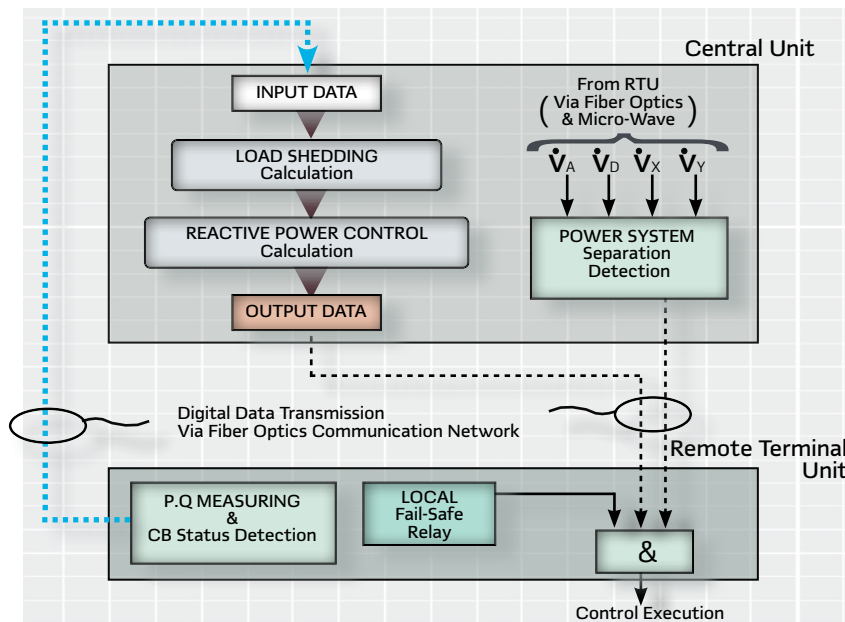 Central Unit
INPUT DATA
LOAD SHEDDING
Calculation
REACTIVE POWER CONTROL
Calculation
OUTPUT DATA
From RTU
( Via Fiber Optics
& Micro-Wave )
V̇A V̇D V̇X V̇Y
POWER SYSTEM
Separation
Detection
Digital Data Transmission
Via Fiber Optics Communication Network
Remote Terminal
Unit
P.Q MEASURING
&
CB Status Detection
LOCAL
Fail-Safe
Relay
&
Control Execution